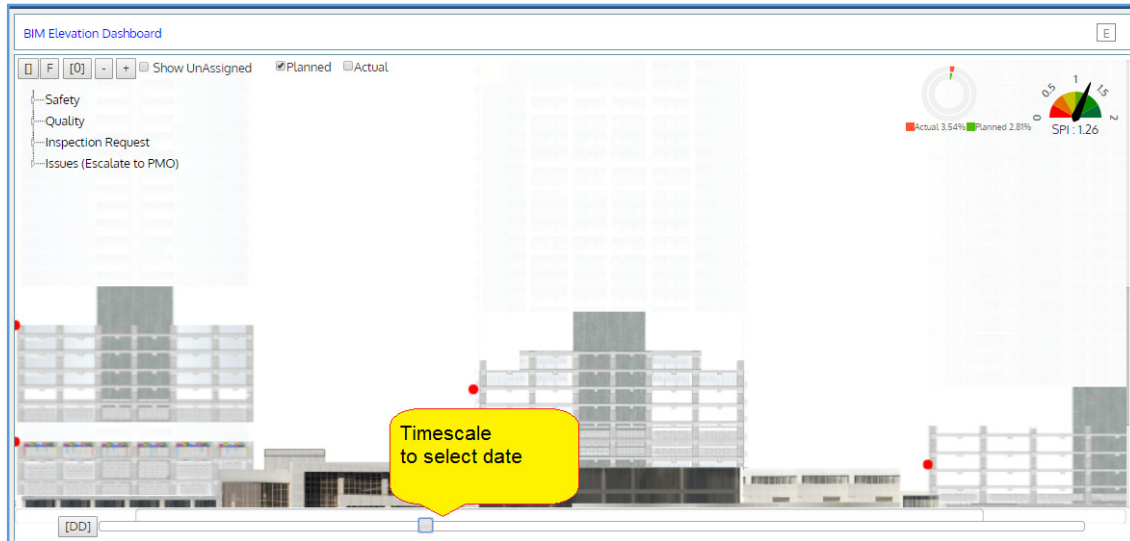 BIM Elevation Dashboard
E
[] F [0] - + Show UnAssigned Planned Actual
Safety
Quality
Inspection Request
Issues (Escalate to PMO)
Actual 3.54% Planned 2.81%
0 0.5 1 1.5 2
SPI : 1.26
Timescale
to select date
[DD]